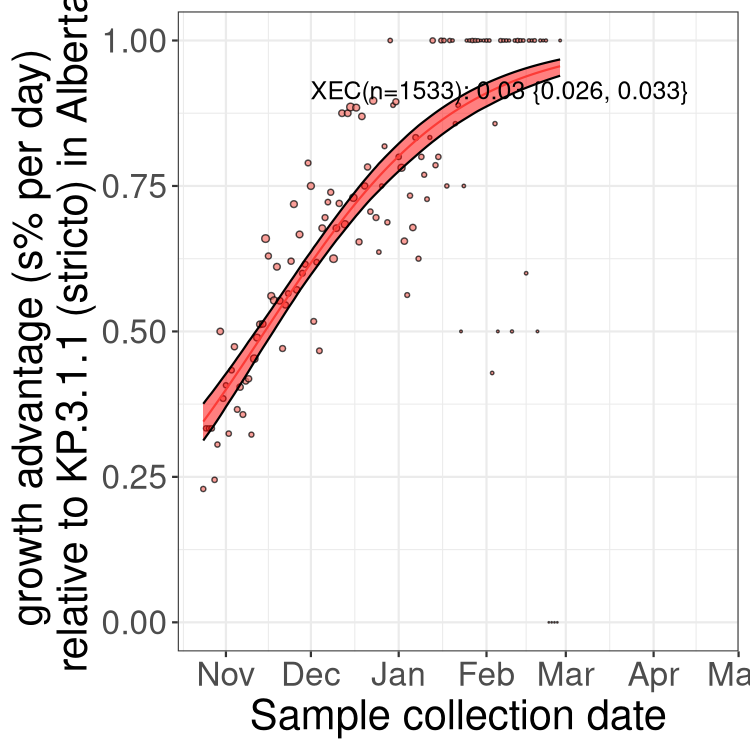 growth advantage (s% per day)
relative to KP.3.1.1 (stricto) in Alberta
1.00
0.75
0.50
0.25
0.00
XEC(n=1533): 0.03 {0.026, 0.033}
Nov Dec Jan Feb Mar Apr Ma
Sample collection date